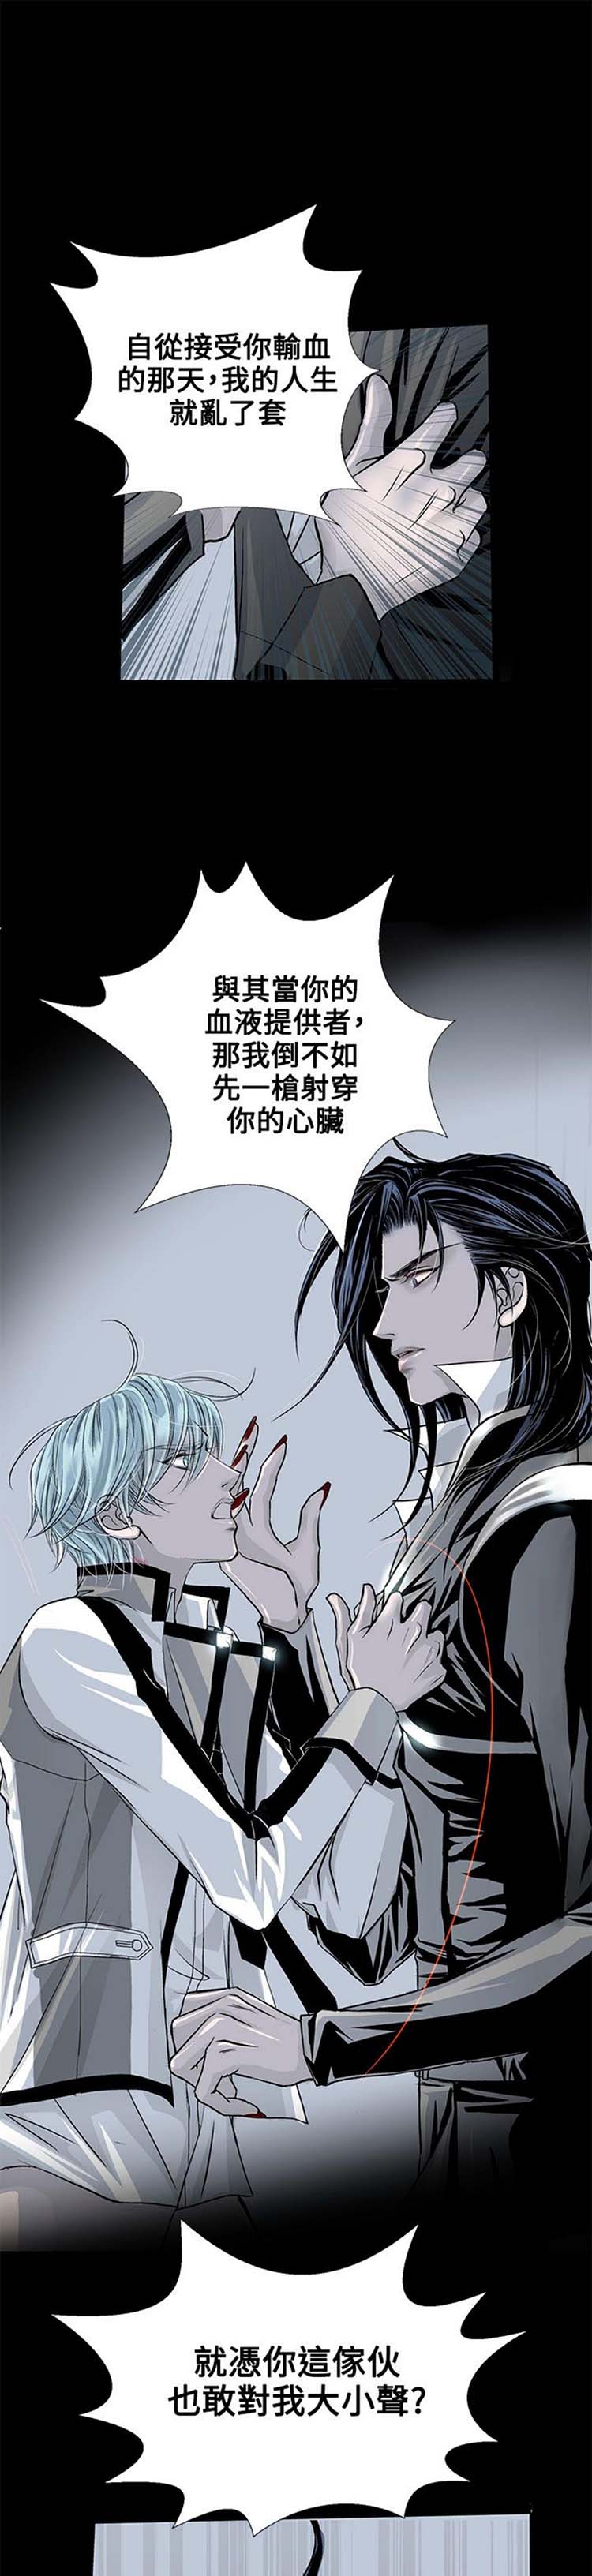 自從接受你輸血
的那天，我的人生
就亂了套
與其當你的
血液提供者，
那我倒不如
先一槍射穿
你的心臟
就憑你這傢伙
也敢對我大小聲？